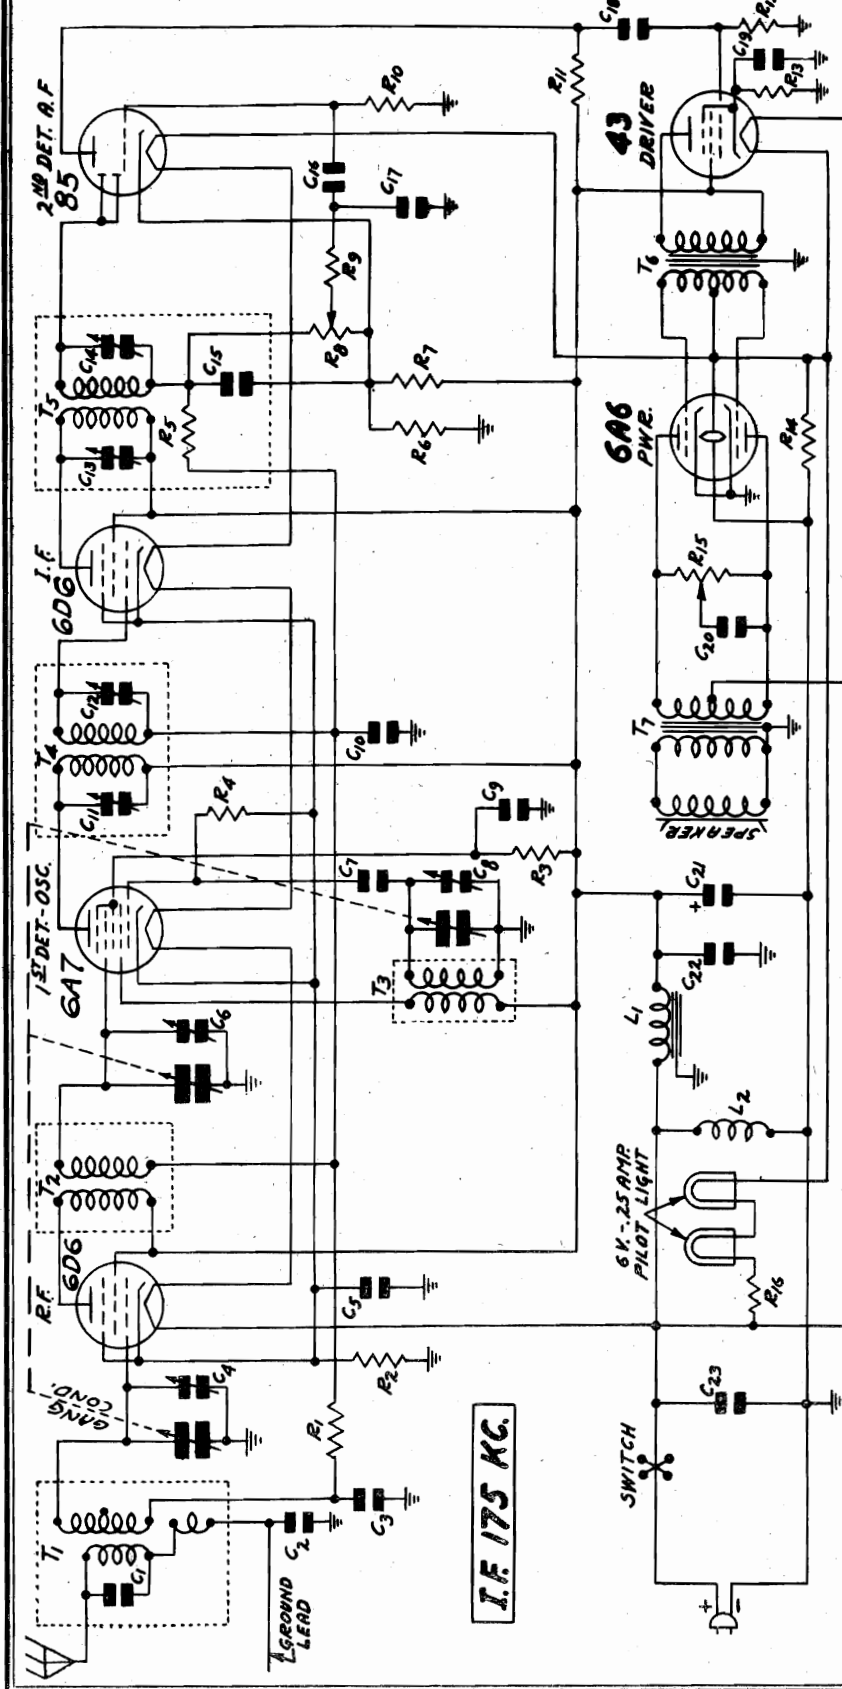 T1
C1
GROUND LEAD
C2
C3
R1
GANG COND.
C4
R.F.
6D6
R2
C5
T2
C6
1ST DET.-OSC.
6A7
T3
C7
C8
C9
R3
R4
T4
C11
C12
C10
I.F.
6D6
T5
C13
C14
R5
C15
2ND DET. A.F
85
R6
R7
R8
R9
C16
C17
R10
I.F. 175 KC.
SWITCH
C23
6V.-.25 AMP.
PILOT LIGHT
R16
L2
L1
C22
+
C21
SPEAKER
T7
C20
R15
6A6
PWR.
R14
T6
43
DRIVER
R11
C18
C19
R13
+
-